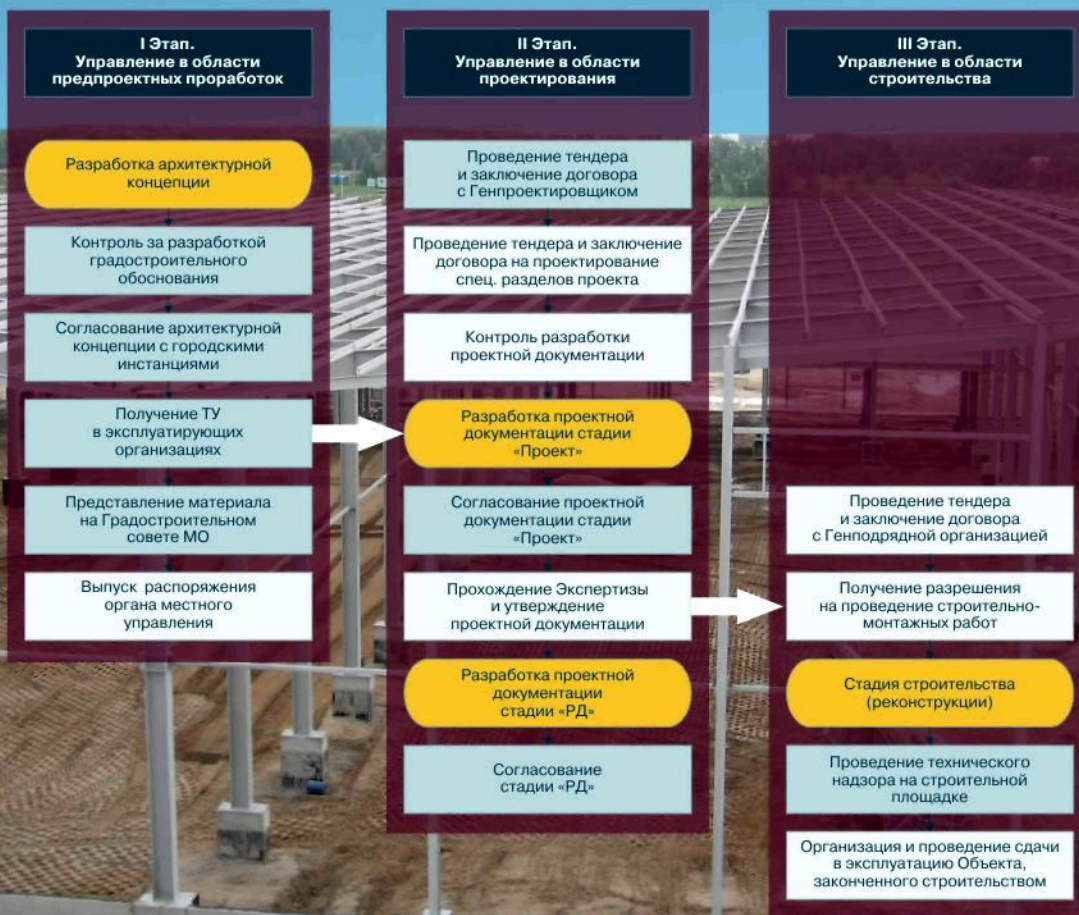 I Этап.
Управление в области
предпроектных проработок
Разработка архитектурной
концепции
Контроль за разработкой
градостроительного
обоснования
Согласование архитектурной
концепции с городскими
инстанциями
Получение ТУ
в эксплуатирующих
организациях
Представление материала
на Градостроительном
совете МО
Выпуск распоряжения
органа местного
управления
II Этап.
Управление в области
проектирования
Проведение тендера
и заключение договора
с Генпроектировщиком
Проведение тендера и заключение
договора на проектирование
спец. разделов проекта
Контроль разработки
проектной документации
Разработка проектной
документации стадии
«Проект»
Согласование проектной
документации стадии
«Проект»
Прохождение Экспертизы
и утверждение
проектной документации
Разработка проектной
документации
стадии «РД»
Согласование
стадии «РД»
III Этап.
Управление в области
строительства
Проведение тендера
и заключение договора
с Генподрядной организацией
Получение разрешения
на проведение строительно-
монтажных работ
Стадия строительства
(реконструкции)
Проведение технического
надзора на строительной
площадке
Организация и проведение сдачи
в эксплуатацию Объекта,
законченного строительством